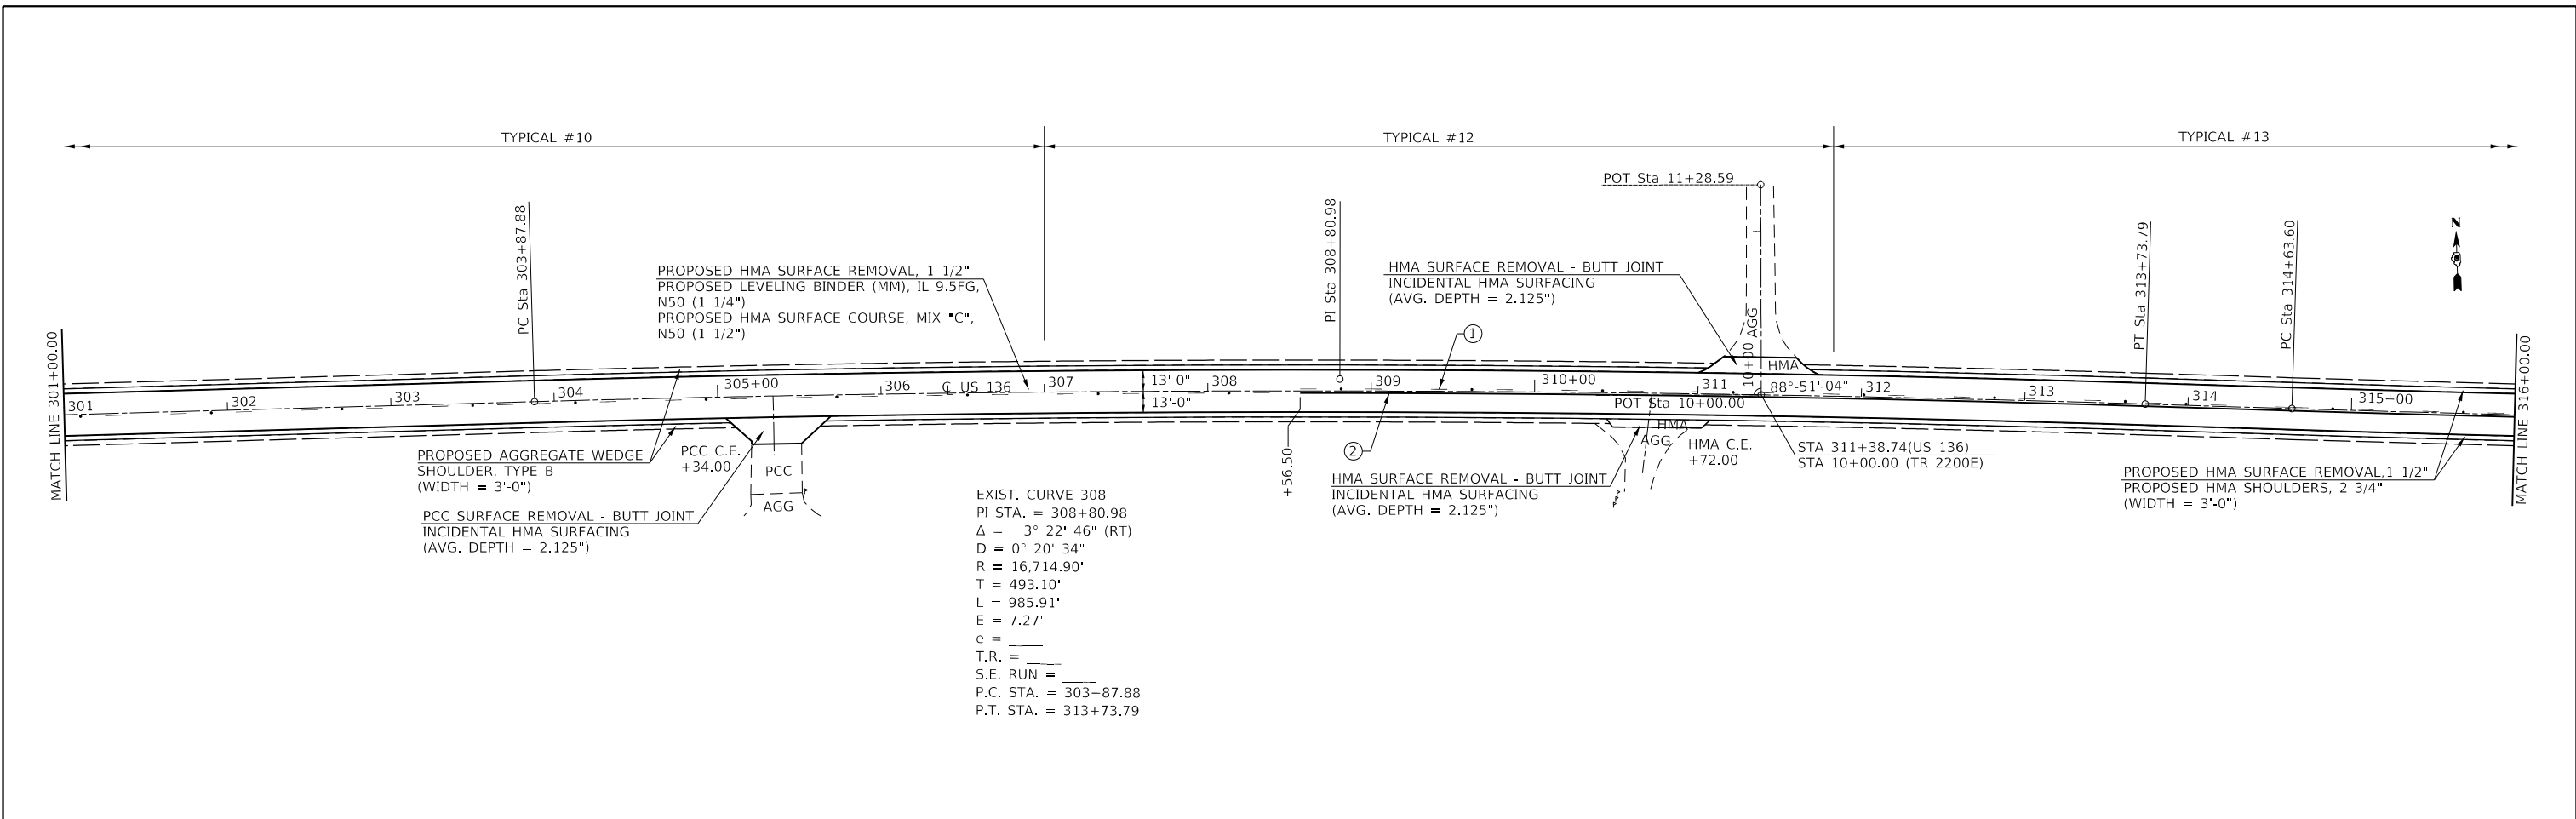 TYPICAL #10
TYPICAL #12
TYPICAL #13
POT Sta 11+28.59
PC Sta 303+87.88
PI Sta 308+80.98
PT Sta 313+73.79
PC Sta 314+63.60
N
PROPOSED HMA SURFACE REMOVAL, 1 1/2"
PROPOSED LEVELING BINDER (MM), IL 9.5FG,
N50 (1 1/4")
PROPOSED HMA SURFACE COURSE, MIX "C",
N50 (1 1/2")
HMA SURFACE REMOVAL - BUTT JOINT
INCIDENTAL HMA SURFACING
(AVG. DEPTH = 2.125")
1
MATCH LINE 301+00.00
MATCH LINE 316+00.00
10+00 AGG
HMA
301
302
303
304
305+00
306
℄ US 136
307
13'-0"
13'-0"
308
309
310+00
311
88°-51'-04"
312
313
314
315+00
POT Sta 10+00.00
HMA
AGG
HMA C.E.
+72.00
STA 311+38.74(US 136)
STA 10+00.00 (TR 2200E)
PROPOSED AGGREGATE WEDGE
SHOULDER, TYPE B
(WIDTH = 3'-0")
PCC C.E.
+34.00
PCC
AGG
+56.50
2
HMA SURFACE REMOVAL - BUTT JOINT
INCIDENTAL HMA SURFACING
(AVG. DEPTH = 2.125")
PROPOSED HMA SURFACE REMOVAL,1 1/2"
PROPOSED HMA SHOULDERS, 2 3/4"
(WIDTH = 3'-0")
PCC SURFACE REMOVAL - BUTT JOINT
INCIDENTAL HMA SURFACING
(AVG. DEPTH = 2.125")
EXIST. CURVE 308
PI STA. = 308+80.98
Δ = 3° 22' 46" (RT)
D = 0° 20' 34"
R = 16,714.90'
T = 493.10'
L = 985.91'
E = 7.27'
e = ____
T.R. = ____
S.E. RUN = ____
P.C. STA. = 303+87.88
P.T. STA. = 313+73.79